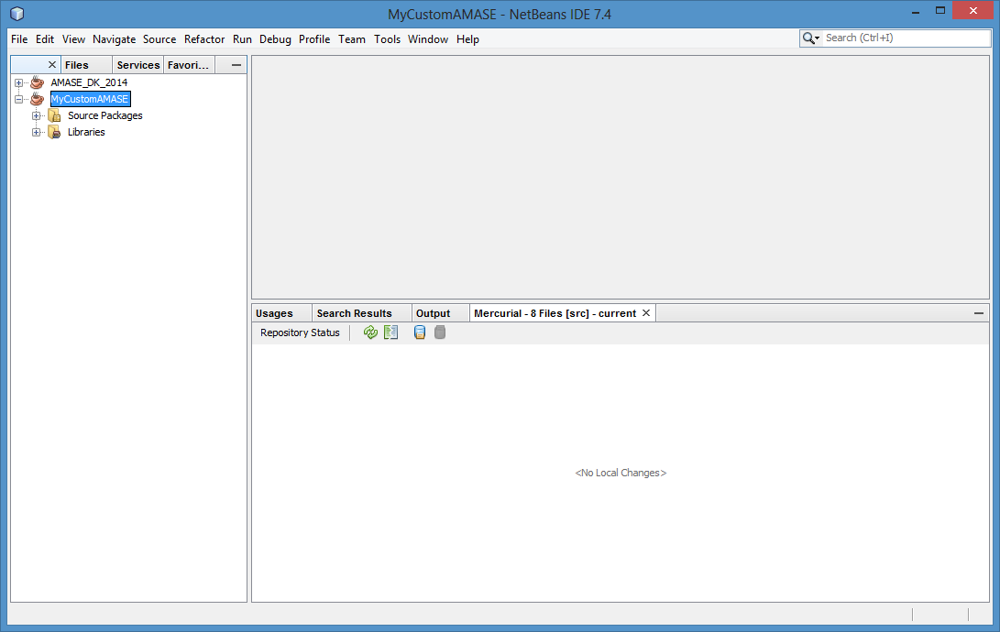 MyCustomAMASE - NetBeans IDE 7.4
File Edit View Navigate Source Refactor Run Debug Profile Team Tools Window Help
Search (Ctrl+I)
Files Services Favori...
AMASE_DK_2014
MyCustomAMASE
Source Packages
Libraries
Usages Search Results Output Mercurial - 8 Files [src] - current
Repository Status
<No Local Changes>